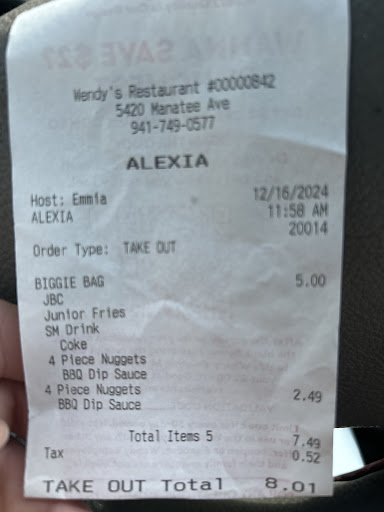 Wendy's Restaurant #00000842
5420 Manatee Ave
941-749-0577
ALEXIA
Host: Emmia 12/16/2024
ALEXIA 11:58 AM
20014
Order Type: TAKE OUT
BIGGIE BAG 5.00
JBC
Junior Fries
SM Drink
Coke
4 Piece Nuggets
BBQ Dip Sauce
4 Piece Nuggets 2.49
BBQ Dip Sauce
Total Items 5 7.49
Tax 0.52
TAKE OUT Total 8.01